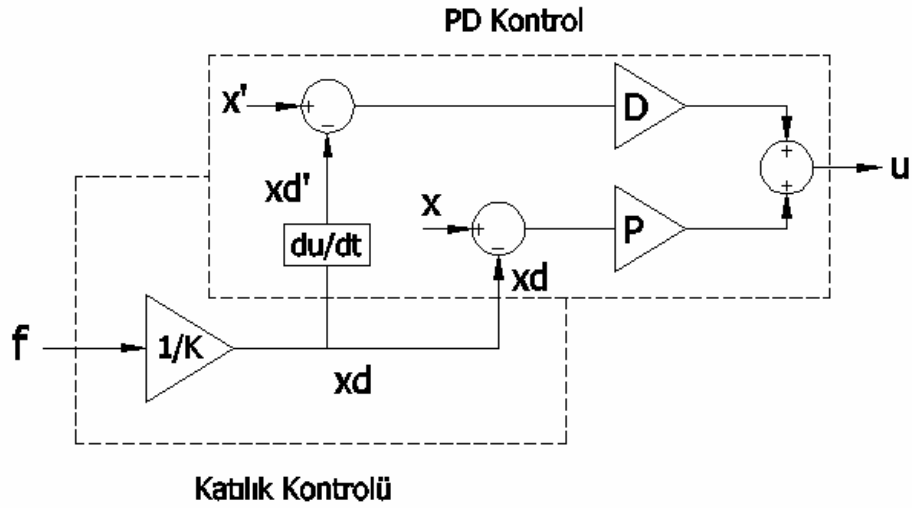 PD Kontrol
x'
+
−
D
xd'
x
+
−
P
+
+
u
du/dt
xd
f
1/K
xd
Katılık Kontrolü